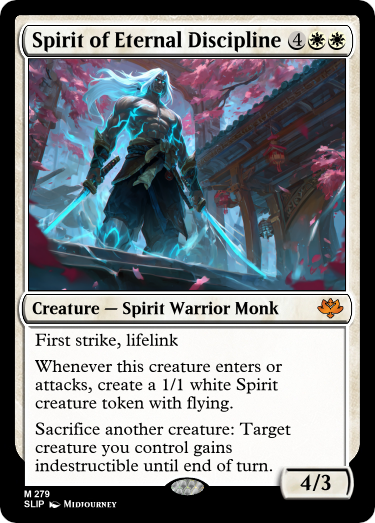 Spirit of Eternal Discipline 4
Creature — Spirit Warrior Monk
First strike, lifelink
Whenever this creature enters or
attacks, create a 1/1 white Spirit
creature token with flying.
Sacrifice another creature: Target
creature you control gains
indestructible until end of turn.
4/3
M 279
SLIP Midjourney